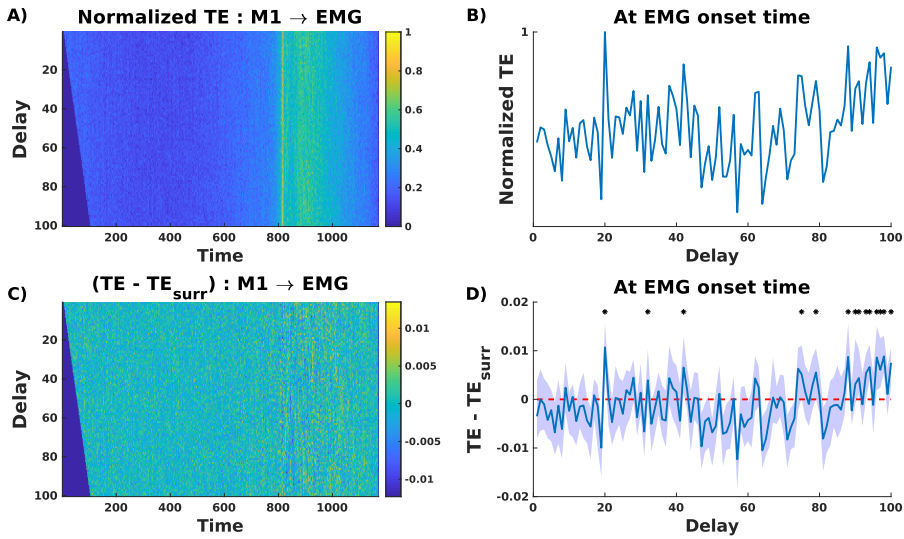 A)
Normalized TE : M1 → EMG
Delay
20
40
60
80
100
200 400 600 800 1000
Time
1
0.8
0.6
0.4
0.2
0
B)
At EMG onset time
Normalized TE
1
0 20 40 60 80 100
Delay
C)
(TE - TEsurr) : M1 → EMG
Delay
20
40
60
80
100
200 400 600 800 1000
Time
0.01
0.005
0
-0.005
-0.01
D)
At EMG onset time
TE - TEsurr
0.02
0.01
0
-0.01
-0.02
0 20 40 60 80 100
Delay